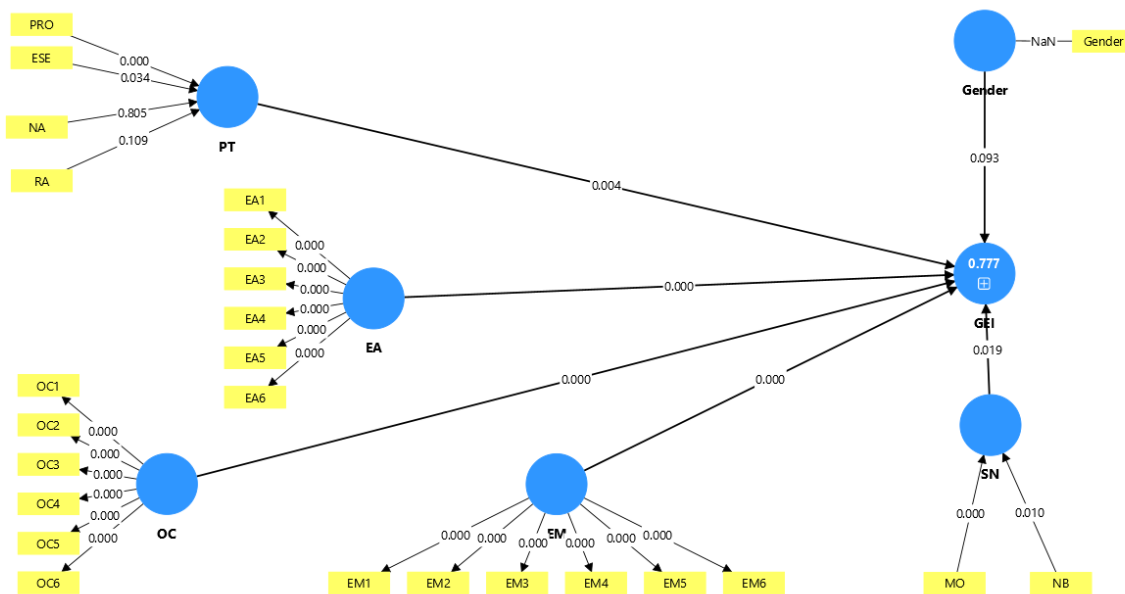 PRO
ESE
NA
RA
0.000
0.034
0.805
0.109
PT
0.004
Gender
NaN
Gender
0.093
EA1
EA2
EA3
EA4
EA5
EA6
0.000
0.000
0.000
0.000
0.000
0.000
EA
0.000
0.777
GEI
0.019
OC1
OC2
OC3
OC4
OC5
OC6
0.000
0.000
0.000
0.000
0.000
0.000
OC
0.000
0.000
EM
0.000
0.000
0.000
0.000
0.000
0.000
EM1
EM2
EM3
EM4
EM5
EM6
SN
0.000
0.010
MO
NB